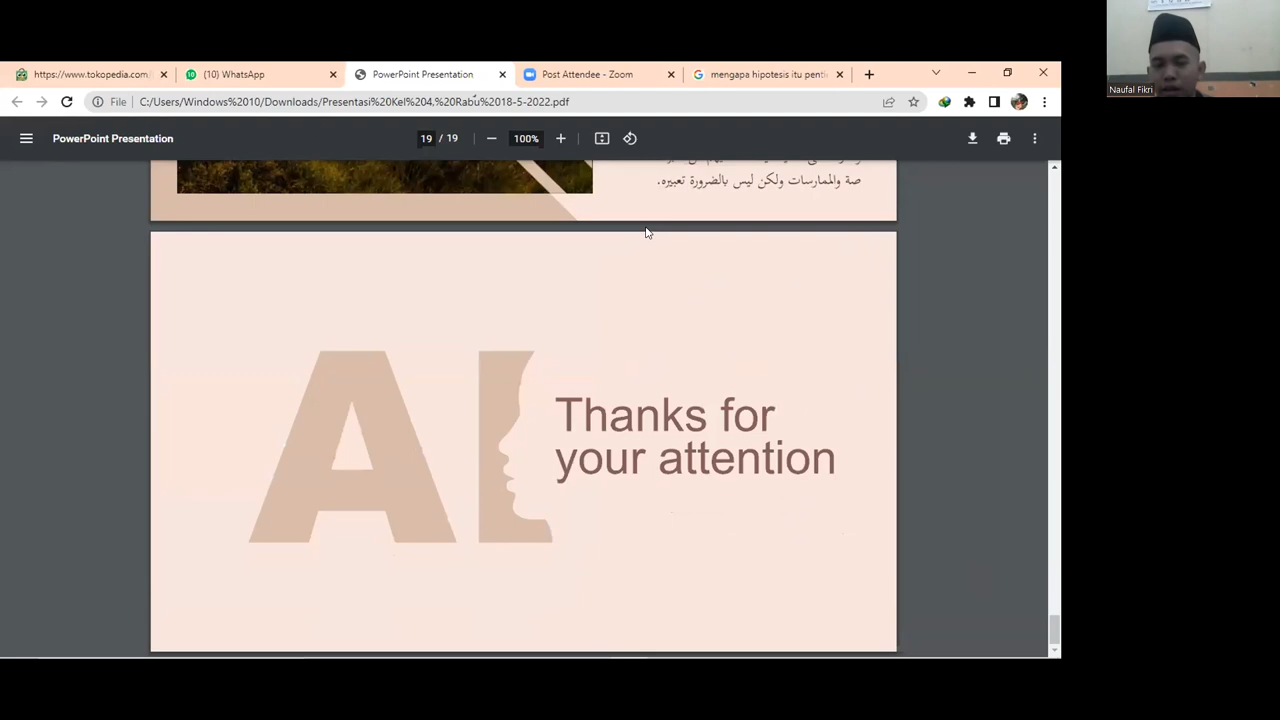 https://www.tokopedia.com/
(10) WhatsApp
PowerPoint Presentation
Post Attendee - Zoom
mengapa hipotesis itu penti
File
C:/Users/Windows%2010/Downloads/Presentasi%20Kel%204,%20Rabu%2018-5-2022.pdf
PowerPoint Presentation
19 / 19
100%
صة والممارسات ولكن ليس بالضرورة تعبيره.
A
Thanks for
your attention
Naufal Fikri